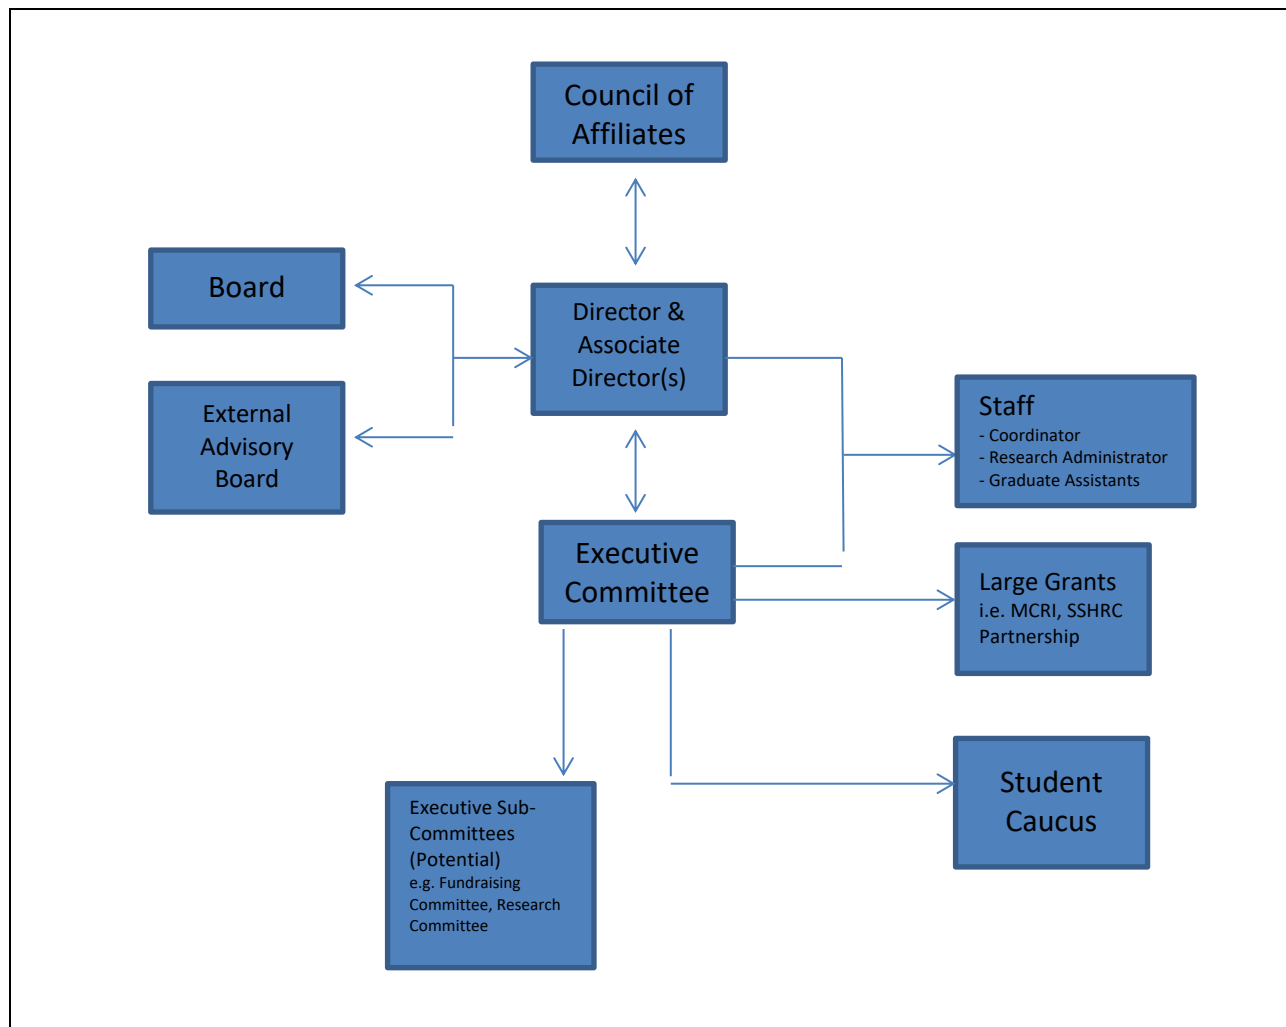 Council of
Affiliates
Board
Director &
Associate
Director(s)
External
Advisory
Board
Staff
- Coordinator
- Research Administrator
- Graduate Assistants
Executive
Committee
Large Grants
i.e. MCRI, SSHRC
Partnership
Student
Caucus
Executive Sub-
Committees
(Potential)
e.g. Fundraising
Committee, Research
Committee